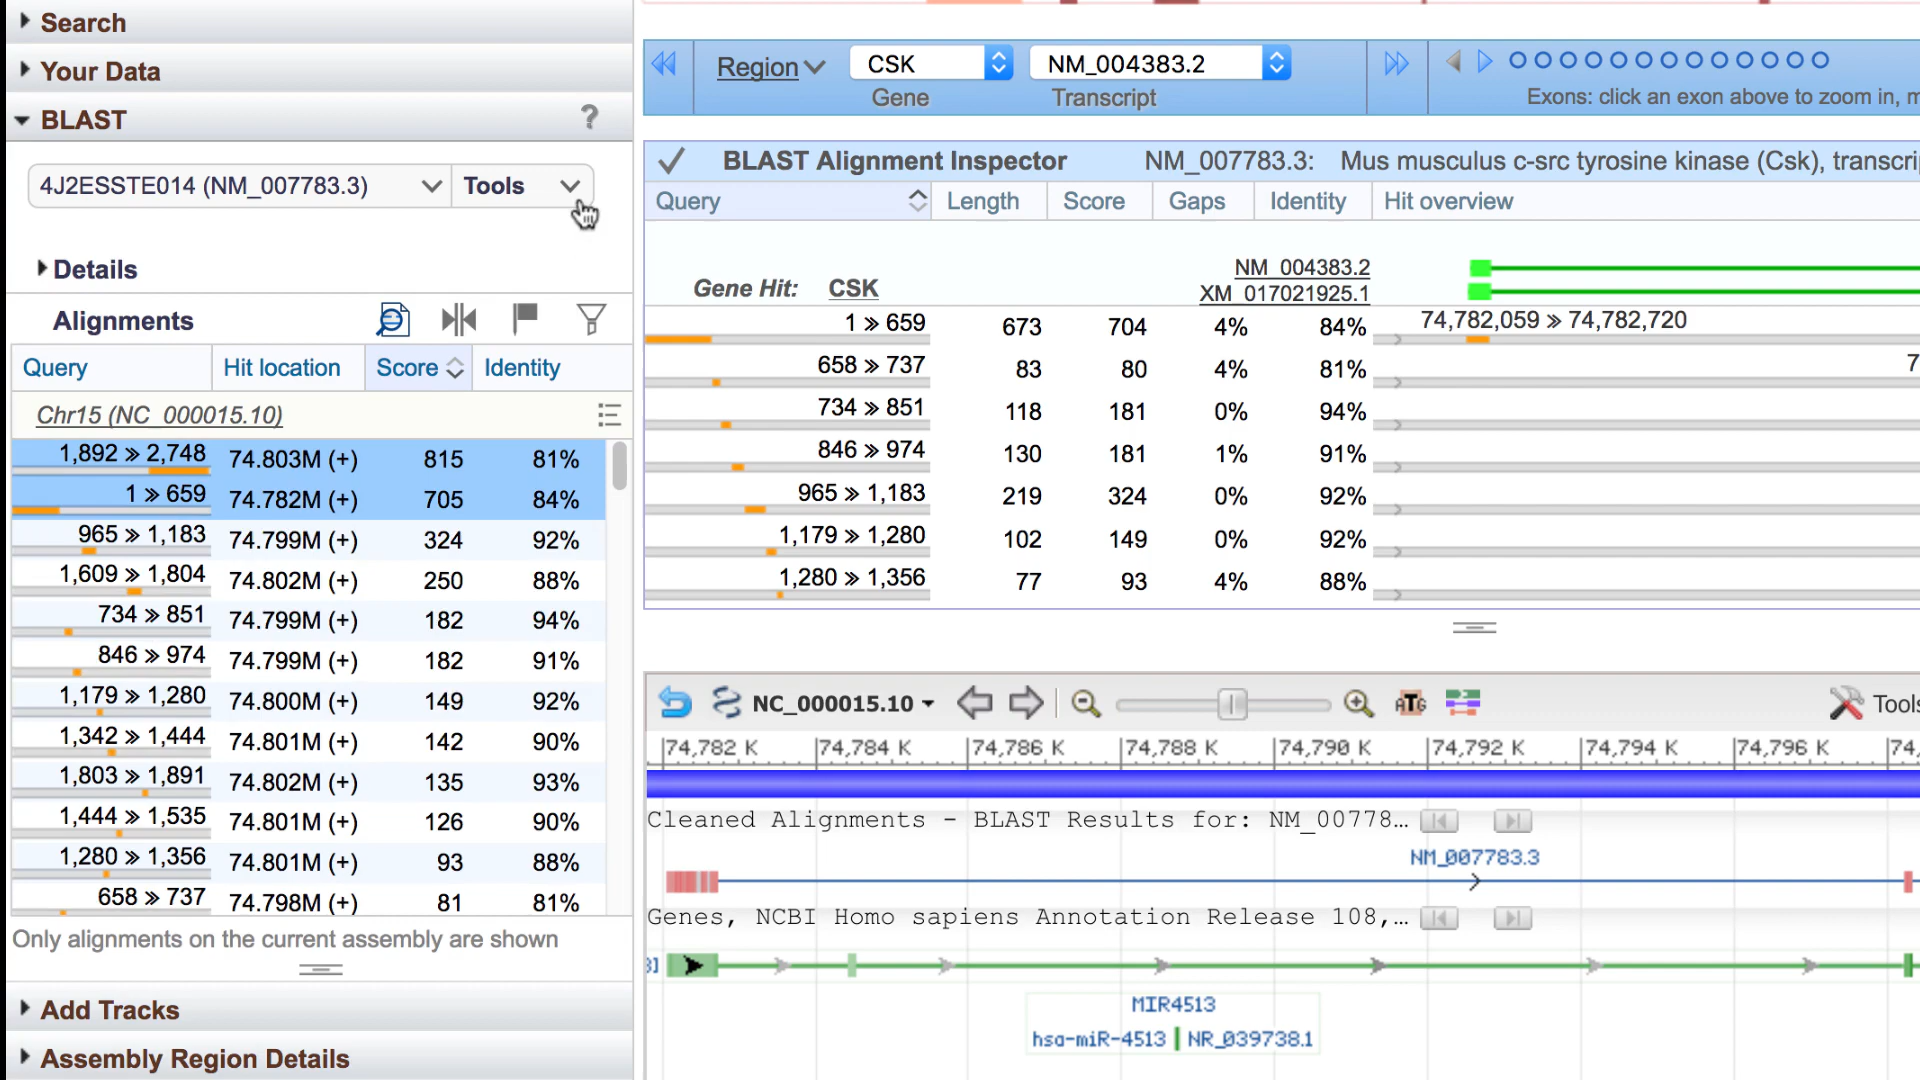 Search
Your Data
BLAST ?
4J2ESSTE014 (NM_007783.3) Tools
Details
Alignments
Query Hit location Score Identity
Chr15 (NC_000015.10)
1,892 » 2,748 74.803M (+) 815 81%
1 » 659 74.782M (+) 705 84%
965 » 1,183 74.799M (+) 324 92%
1,609 » 1,804 74.802M (+) 250 88%
734 » 851 74.799M (+) 182 94%
846 » 974 74.799M (+) 182 91%
1,179 » 1,280 74.800M (+) 149 92%
1,342 » 1,444 74.801M (+) 142 90%
1,803 » 1,891 74.802M (+) 135 93%
1,444 » 1,535 74.801M (+) 126 90%
1,280 » 1,356 74.801M (+) 93 88%
658 » 737 74.798M (+) 81 81%
Only alignments on the current assembly are shown
Add Tracks
Assembly Region Details
Region CSK NM_004383.2
Gene Transcript
Exons: click an exon above to zoom in, m
BLAST Alignment Inspector NM_007783.3: Mus musculus c-src tyrosine kinase (Csk), transcri
Query Length Score Gaps Identity Hit overview
Gene Hit: CSK
NM_004383.2
XM_017021925.1
1 » 659 673 704 4% 84% 74,782,059 » 74,782,720
658 » 737 83 80 4% 81% 7
734 » 851 118 181 0% 94%
846 » 974 130 181 1% 91%
965 » 1,183 219 324 0% 92%
1,179 » 1,280 102 149 0% 92%
1,280 » 1,356 77 93 4% 88%
NC_000015.10 ATG Tools
74,782 K 74,784 K 74,786 K 74,788 K 74,790 K 74,792 K 74,794 K 74,796 K 74,
Cleaned Alignments - BLAST Results for: NM_00778…
NM_007783.3
Genes, NCBI Homo sapiens Annotation Release 108,…
3]
MIR4513
hsa-miR-4513 NR_039738.1